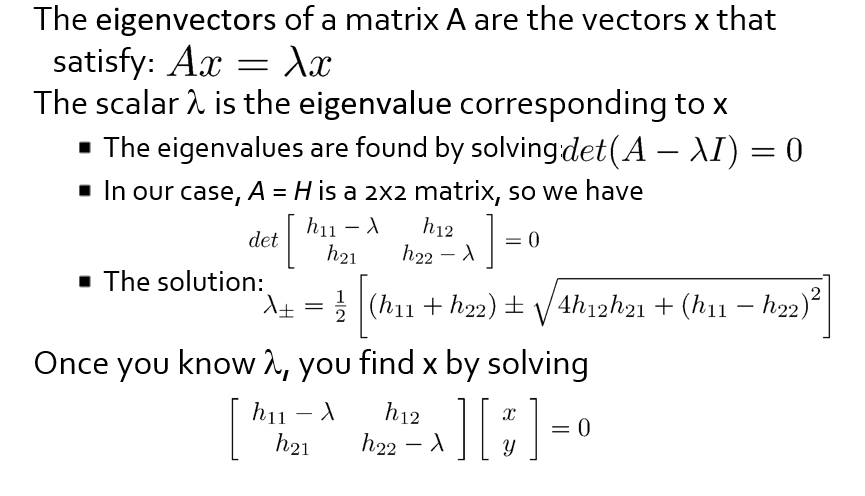 The eigenvectors of a matrix A are the vectors x that
satisfy: Ax = λx
The scalar λ is the eigenvalue corresponding to x
▪ The eigenvalues are found by solving: det(A − λI) = 0
▪ In our case, A = H is a 2x2 matrix, so we have
det [ h₁₁ − λ   h₁₂ ; h₂₁   h₂₂ − λ ] = 0
▪ The solution:
λ± = ½ [ (h₁₁ + h₂₂) ± √(4h₁₂h₂₁ + (h₁₁ − h₂₂)²) ]
Once you know λ, you find x by solving
[ h₁₁ − λ   h₁₂ ; h₂₁   h₂₂ − λ ] [ x ; y ] = 0